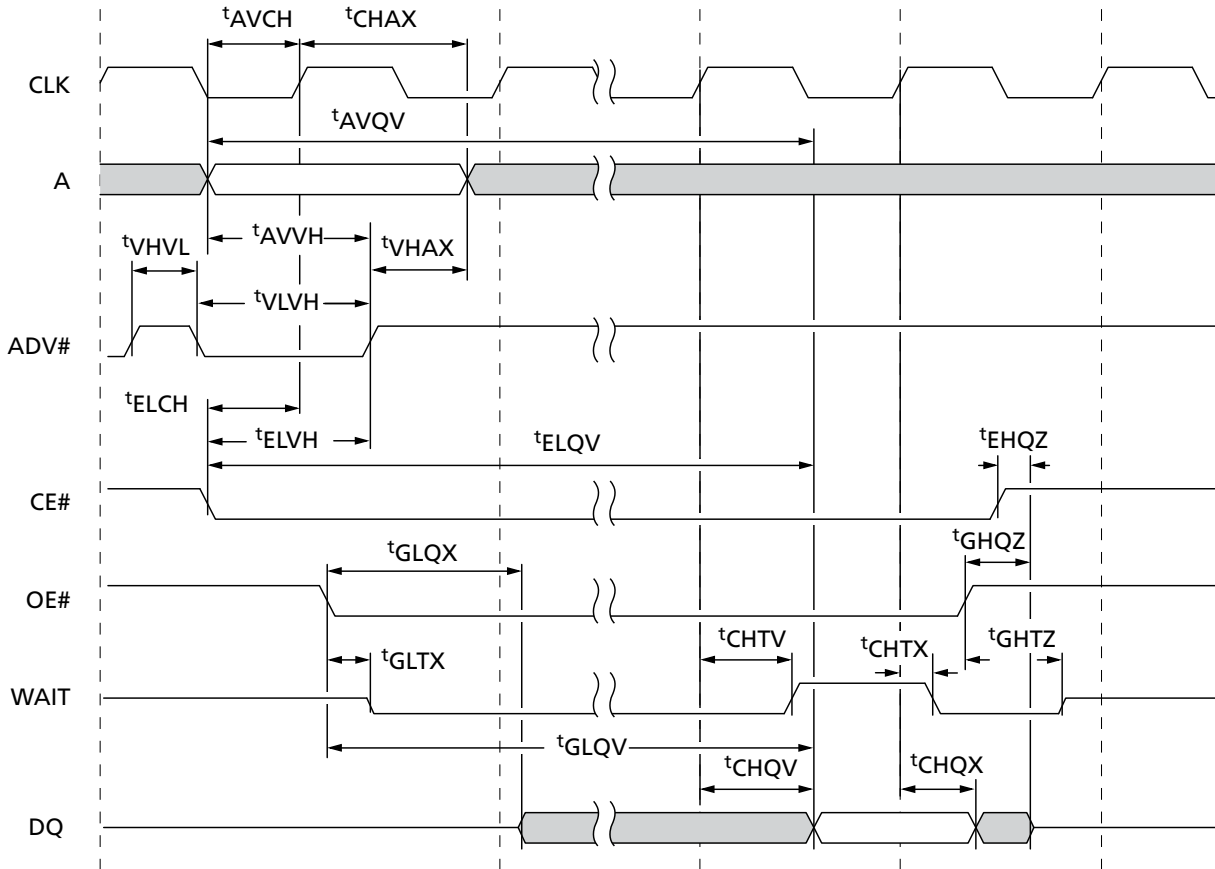 tAVCH tCHAX
CLK
tAVQV
A
tAVVH
tVHVL tVHAX
tVLVH
ADV#
tELCH
tELVH tELQV tEHQZ
CE#
tGLQX tGHQZ
OE#
tCHTV tCHTX tGHTZ
tGLTX
WAIT
tGLQV
tCHQV tCHQX
DQ